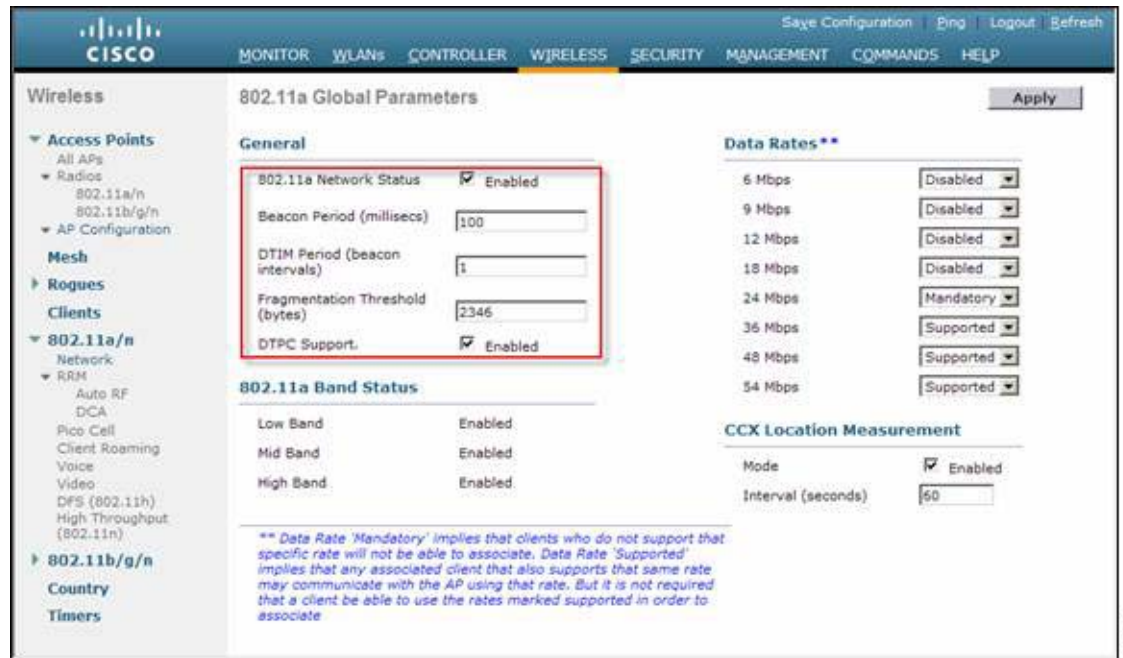 Save Configuration | Ping | Logout | Refresh
CISCO
MONITOR WLANs CONTROLLER WIRELESS SECURITY MANAGEMENT COMMANDS HELP
Wireless
Access Points
All APs
Radios
802.11a/n
802.11b/g/n
AP Configuration
Mesh
Rogues
Clients
802.11a/n
Network
RRM
Auto RF
DCA
Pico Cell
Client Roaming
Voice
Video
DFS (802.11h)
High Throughput
(802.11n)
802.11b/g/n
Country
Timers
802.11a Global Parameters
Apply
General
802.11a Network Status Enabled
Beacon Period (millisecs) 100
DTIM Period (beacon
intervals) 1
Fragmentation Threshold
(bytes) 2346
DTPC Support. Enabled
802.11a Band Status
Low Band Enabled
Mid Band Enabled
High Band Enabled
Data Rates**
6 Mbps Disabled
9 Mbps Disabled
12 Mbps Disabled
18 Mbps Disabled
24 Mbps Mandatory
36 Mbps Supported
48 Mbps Supported
54 Mbps Supported
CCX Location Measurement
Mode Enabled
Interval (seconds) 60
** Data Rate 'Mandatory' implies that clients who do not support that
specific rate will not be able to associate. Data Rate 'Supported'
implies that any associated client that also supports that same rate
may communicate with the AP using that rate. But it is not required
that a client be able to use the rates marked supported in order to
associate